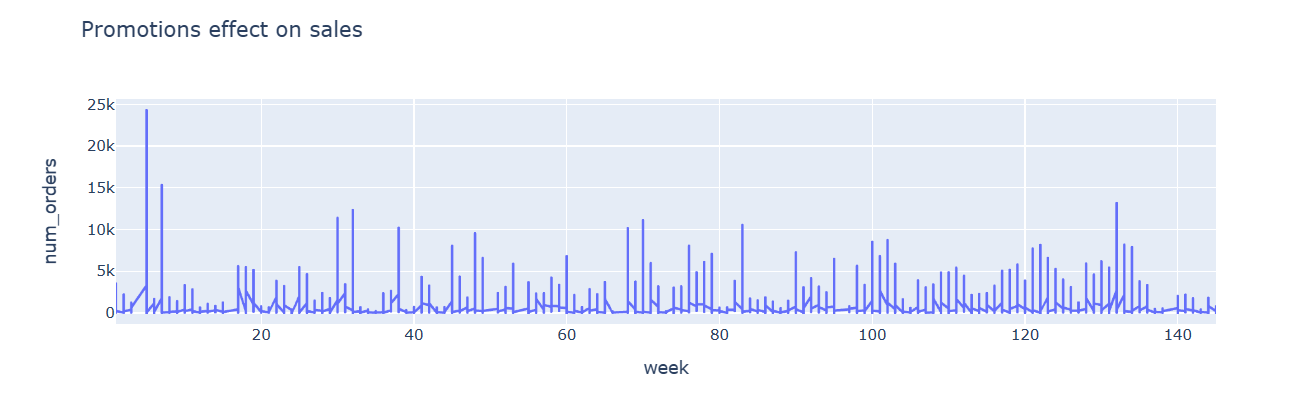 Promotions effect on sales
25k
20k
15k
10k
5k
0
num_orders
20 40 60 80 100 120 140
week